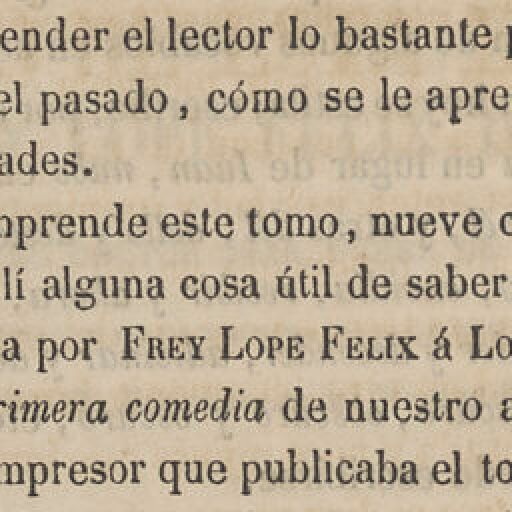 ender el lector lo bastante p
el pasado, cómo se le apre
ades.
nprende este tomo, nueve c
lí alguna cosa útil de saber
a por Frey Lope Felix á Lo
rimera comedia de nuestro a
mpresor que publicaba el to